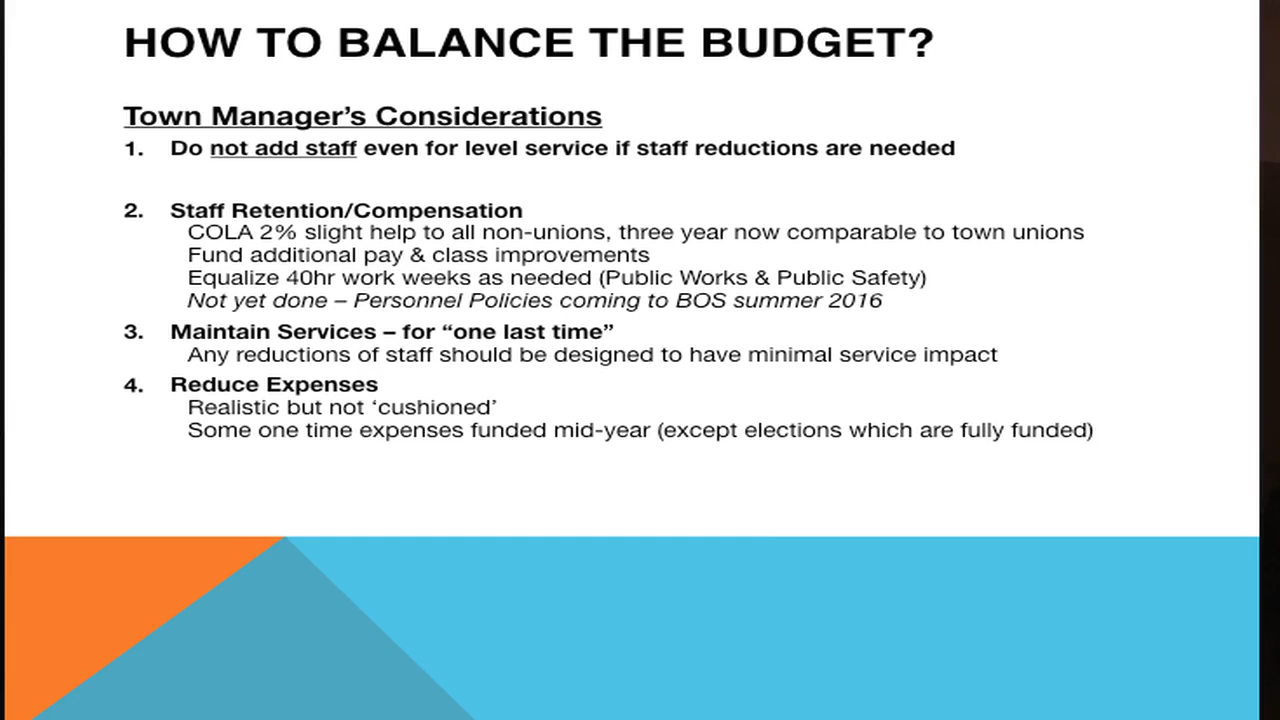 HOW TO BALANCE THE BUDGET?
Town Manager’s Considerations
1. Do not add staff even for level service if staff reductions are needed
2. Staff Retention/Compensation
COLA 2% slight help to all non-unions, three year now comparable to town unions
Fund additional pay & class improvements
Equalize 40hr work weeks as needed (Public Works & Public Safety)
Not yet done – Personnel Policies coming to BOS summer 2016
3. Maintain Services – for “one last time”
Any reductions of staff should be designed to have minimal service impact
4. Reduce Expenses
Realistic but not ‘cushioned’
Some one time expenses funded mid-year (except elections which are fully funded)